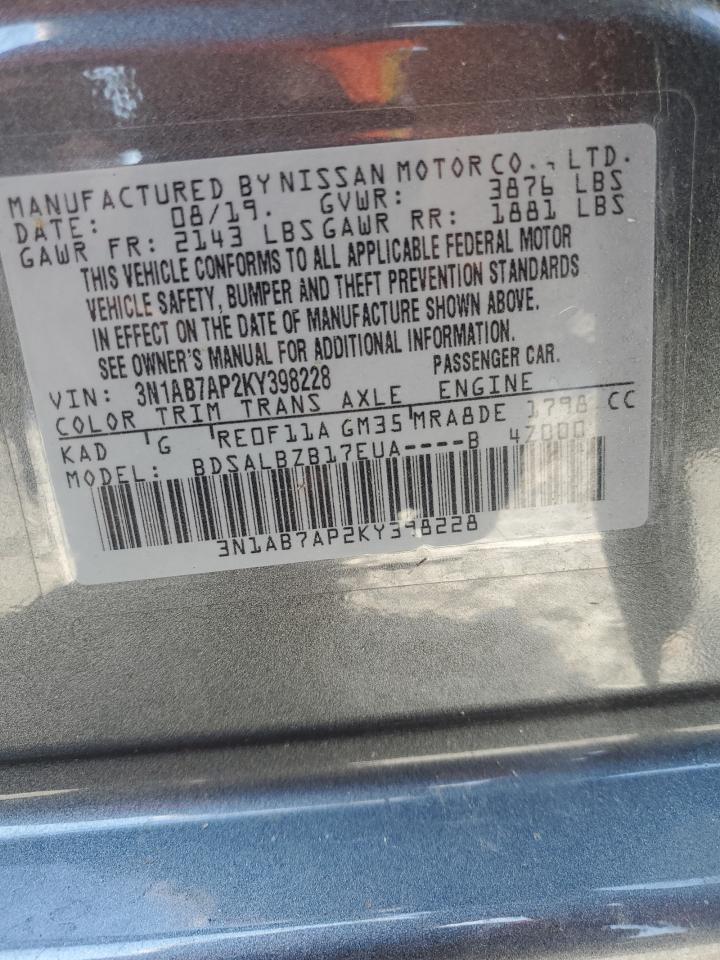 MANUFACTURED BY NISSAN MOTOR CO., LTD.
DATE: 08/19. GVWR: 3876 LBS
GAWR FR: 2143 LBS GAWR RR: 1881 LBS
THIS VEHICLE CONFORMS TO ALL APPLICABLE FEDERAL MOTOR
VEHICLE SAFETY, BUMPER AND THEFT PREVENTION STANDARDS
IN EFFECT ON THE DATE OF MANUFACTURE SHOWN ABOVE.
SEE OWNER'S MANUAL FOR ADDITIONAL INFORMATION.
VIN: 3N1AB7AP2KY398228 PASSENGER CAR.
COLOR TRIM TRANS AXLE ENGINE
KAD G RE0F11A GM35 MRA8DE 1798 CC
MODEL: BDSALBZB17EUA----B 47000
3N1AB7AP2KY398228